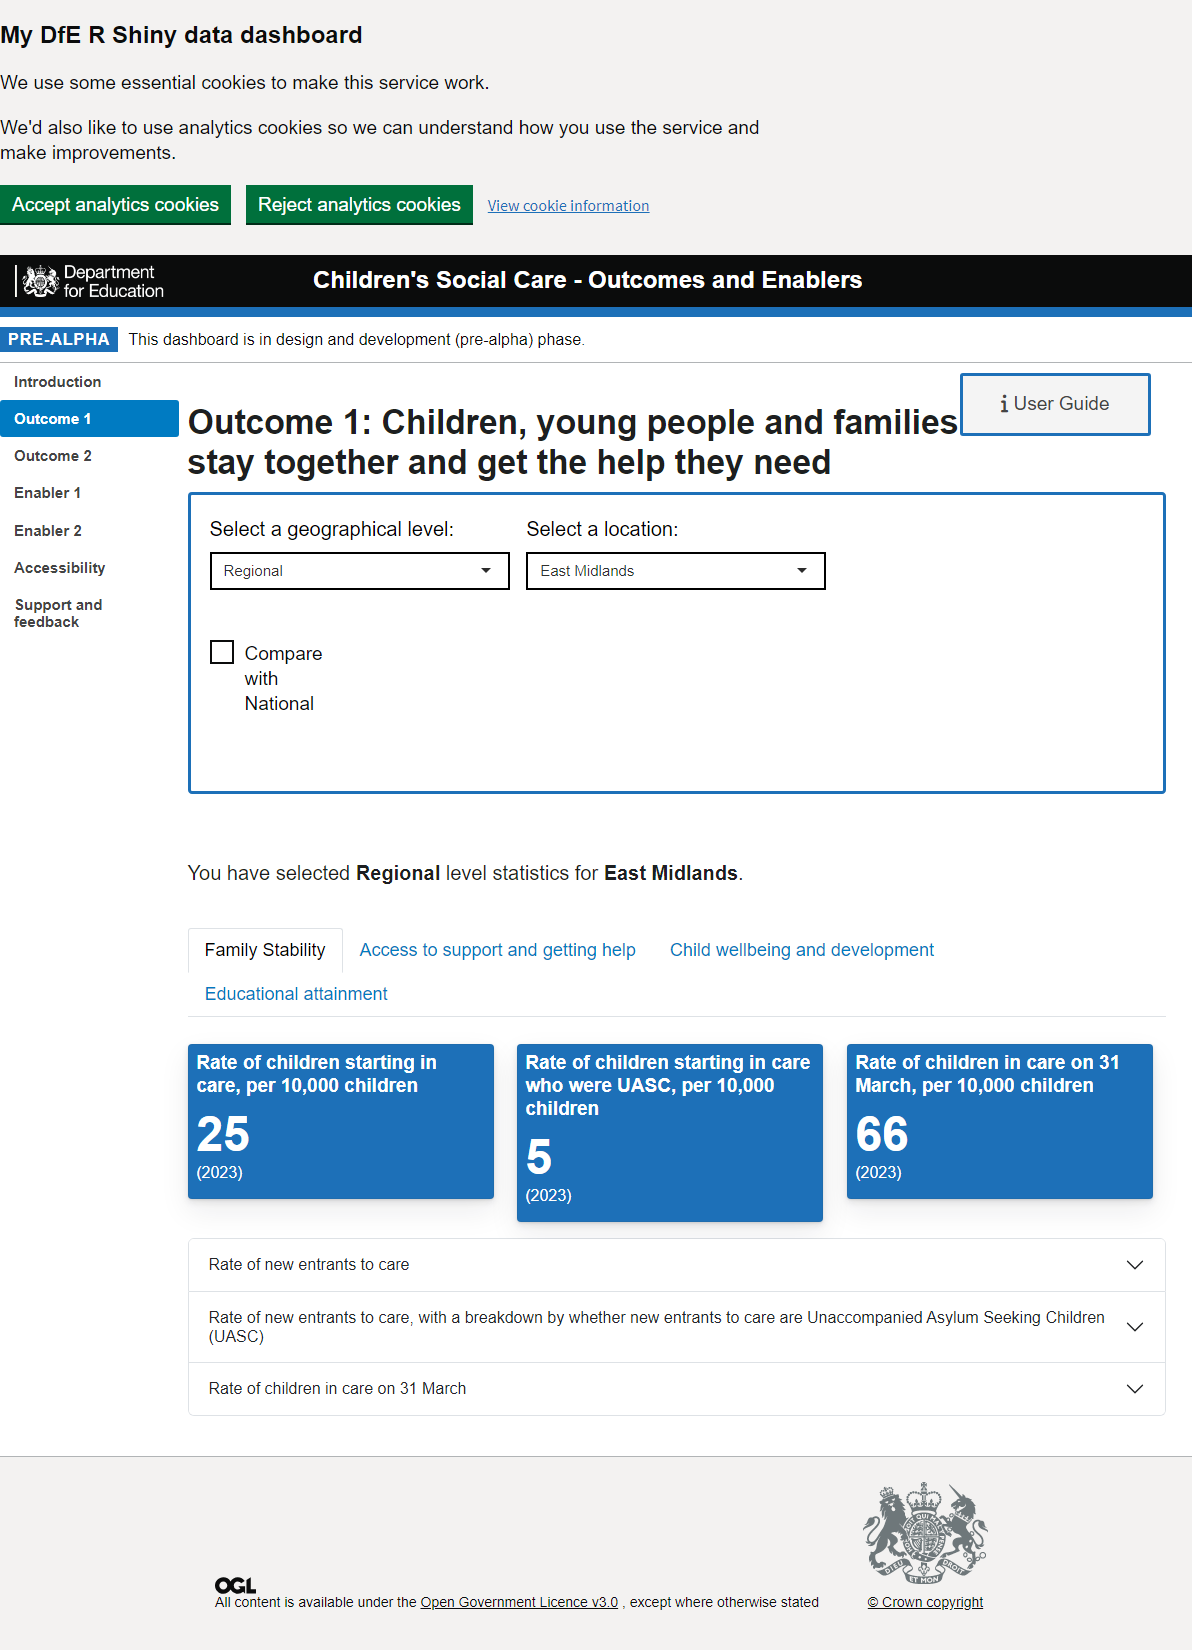 My DfE R Shiny data dashboard
We use some essential cookies to make this service work.
We'd also like to use analytics cookies so we can understand how you use the service and
make improvements.
Accept analytics cookies
Reject analytics cookies
View cookie information
Department
for Education
Children's Social Care - Outcomes and Enablers
PRE-ALPHA
This dashboard is in design and development (pre-alpha) phase.
Introduction
Outcome 1
Outcome 2
Enabler 1
Enabler 2
Accessibility
Support and
feedback
User Guide
Outcome 1: Children, young people and families
stay together and get the help they need
Select a geographical level:
Regional
Select a location:
East Midlands
Compare
with
National
You have selected Regional level statistics for East Midlands.
Family Stability
Access to support and getting help
Child wellbeing and development
Educational attainment
Rate of children starting in
care, per 10,000 children
25
(2023)
Rate of children starting in care
who were UASC, per 10,000
children
5
(2023)
Rate of children in care on 31
March, per 10,000 children
66
(2023)
Rate of new entrants to care
Rate of new entrants to care, with a breakdown by whether new entrants to care are Unaccompanied Asylum Seeking Children
(UASC)
Rate of children in care on 31 March
OGL
All content is available under the Open Government Licence v3.0 , except where otherwise stated
© Crown copyright